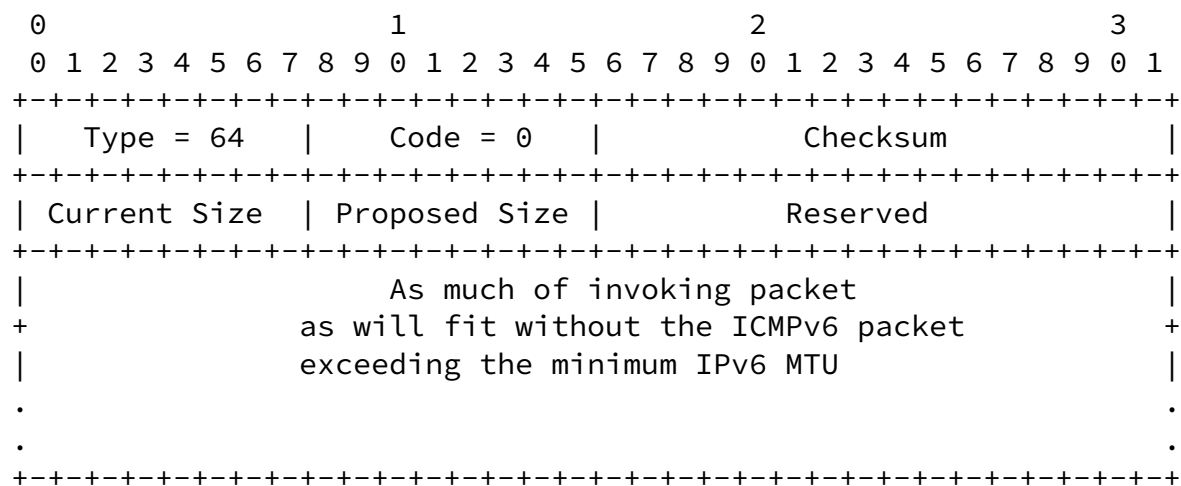 0                   1                   2                   3
 0 1 2 3 4 5 6 7 8 9 0 1 2 3 4 5 6 7 8 9 0 1 2 3 4 5 6 7 8 9 0 1
+-+-+-+-+-+-+-+-+-+-+-+-+-+-+-+-+-+-+-+-+-+-+-+-+-+-+-+-+-+-+-+-+
|   Type = 64   |    Code = 0   |           Checksum            |
+-+-+-+-+-+-+-+-+-+-+-+-+-+-+-+-+-+-+-+-+-+-+-+-+-+-+-+-+-+-+-+-+
| Current Size  | Proposed Size |          Reserved             |
+-+-+-+-+-+-+-+-+-+-+-+-+-+-+-+-+-+-+-+-+-+-+-+-+-+-+-+-+-+-+-+-+
|                    As much of invoking packet                 |
+               as will fit without the ICMPv6 packet           +
|               exceeding the minimum IPv6 MTU                  |
.                                                               .
.                                                               .
+-+-+-+-+-+-+-+-+-+-+-+-+-+-+-+-+-+-+-+-+-+-+-+-+-+-+-+-+-+-+-+-+